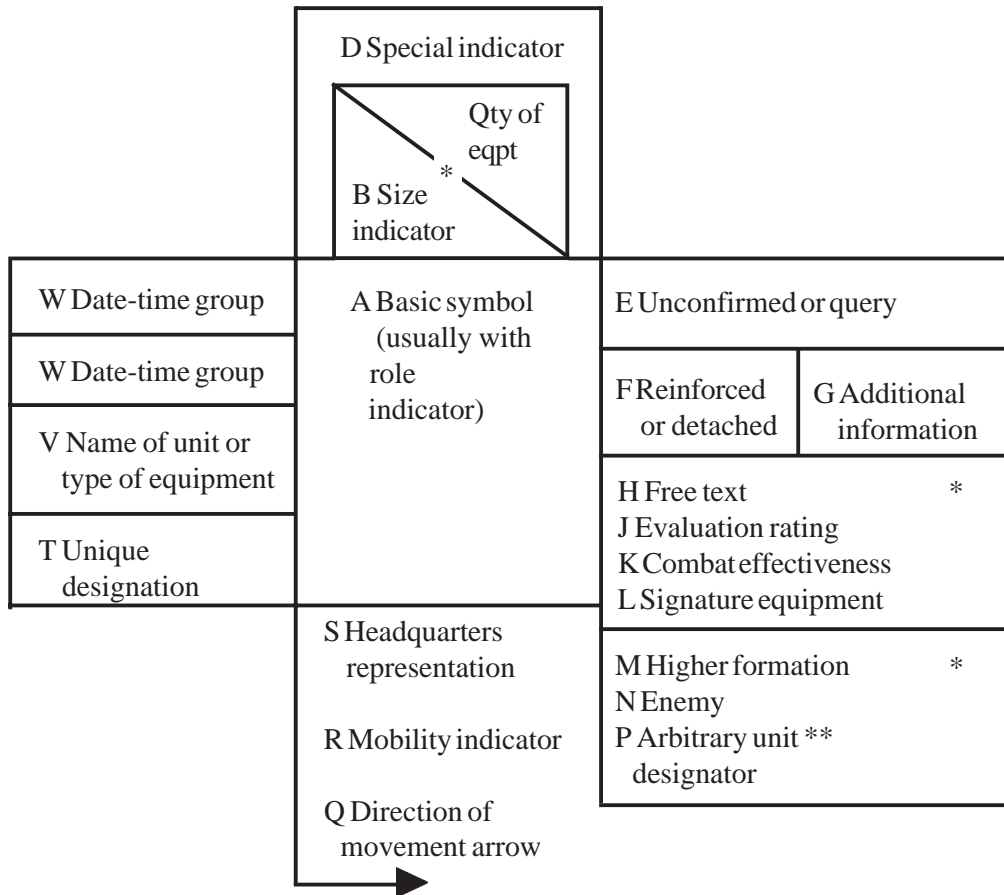 D Special indicator
Qty of
eqpt
*
B Size
indicator
W Date-time group
W Date-time group
V Name of unit or
type of equipment
T Unique
designation
A Basic symbol
(usually with
role
indicator)
E Unconfirmed or query
F Reinforced
or detached
G Additional
information
H Free text *
J Evaluation rating
K Combat effectiveness
L Signature equipment
M Higher formation *
N Enemy
P Arbitrary unit **
designator
S Headquarters
representation
R Mobility indicator
Q Direction of
movement arrow